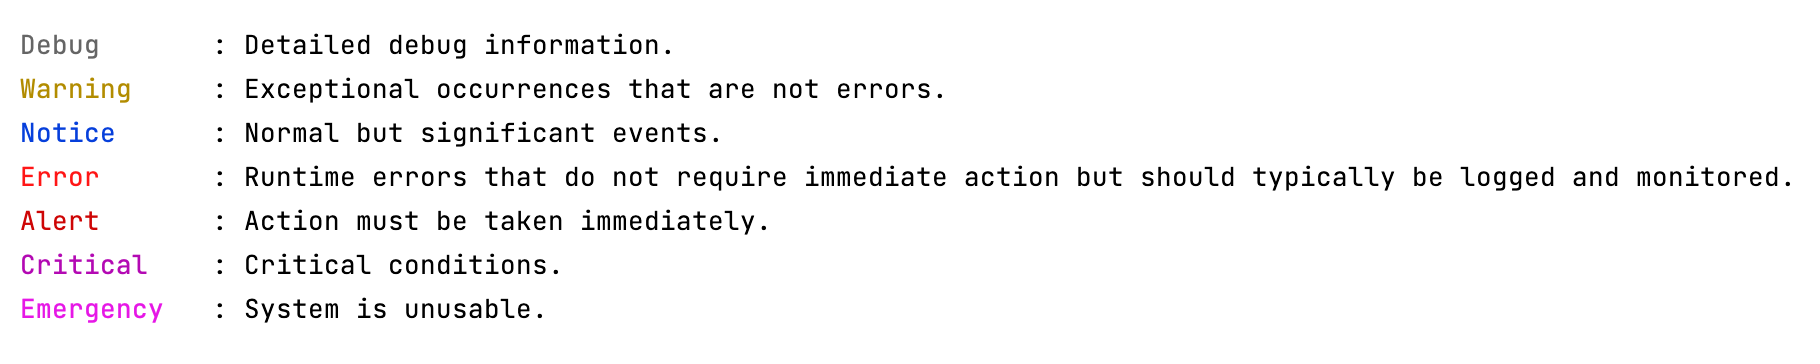 Debug : Detailed debug information.
Warning : Exceptional occurrences that are not errors.
Notice : Normal but significant events.
Error : Runtime errors that do not require immediate action but should typically be logged and monitored.
Alert : Action must be taken immediately.
Critical : Critical conditions.
Emergency : System is unusable.